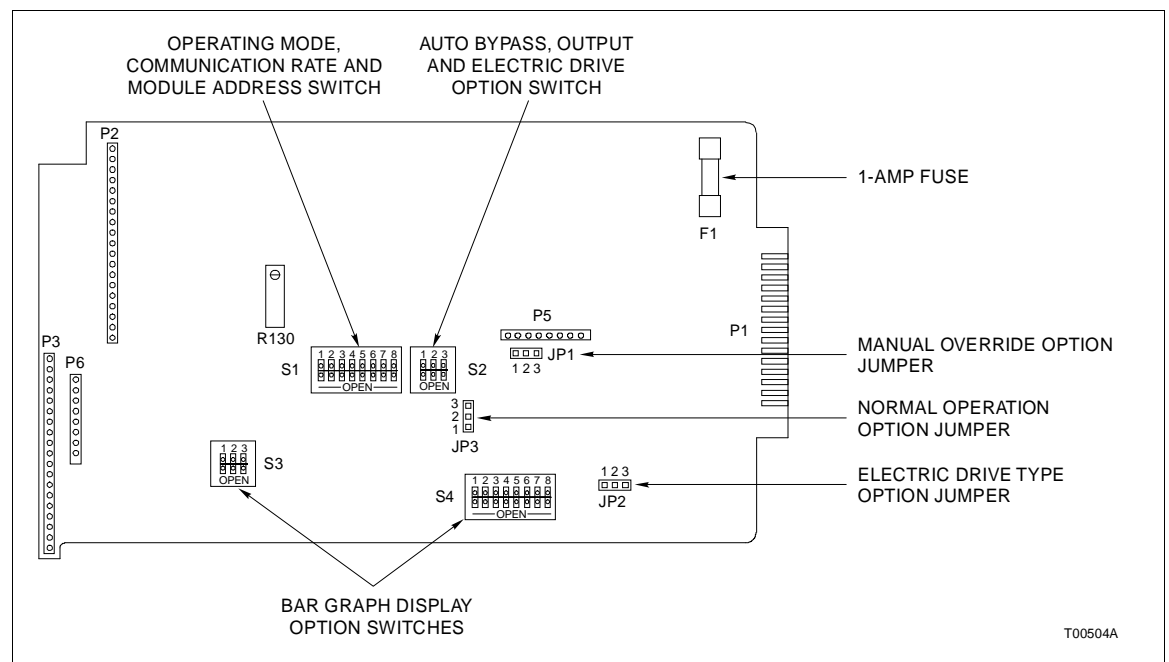 OPERATING MODE,
COMMUNICATION RATE AND
MODULE ADDRESS SWITCH
AUTO BYPASS, OUTPUT
AND ELECTRIC DRIVE
OPTION SWITCH
P2
1-AMP FUSE
F1
R130
P5
P1
P3
P6
S1
1 2 3 4 5 6 7 8
OPEN
1 2 3
OPEN
S2
JP1
1 2 3
MANUAL OVERRIDE OPTION
JUMPER
3
2
1
JP3
NORMAL OPERATION
OPTION JUMPER
1 2 3
OPEN
S3
S4
1 2 3 4 5 6 7 8
OPEN
1 2 3
JP2
ELECTRIC DRIVE TYPE
OPTION JUMPER
BAR GRAPH DISPLAY
OPTION SWITCHES
T00504A